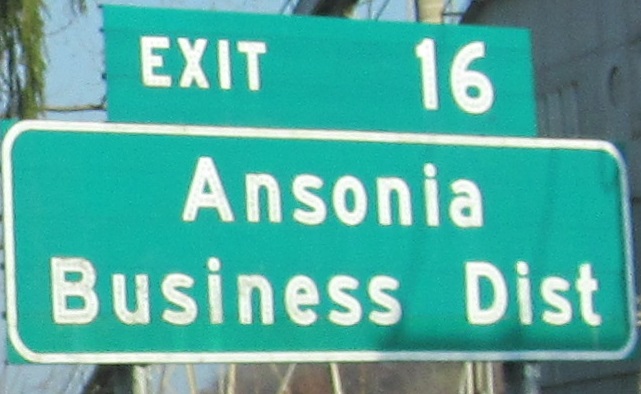 EXIT 16
Ansonia
Business Dist